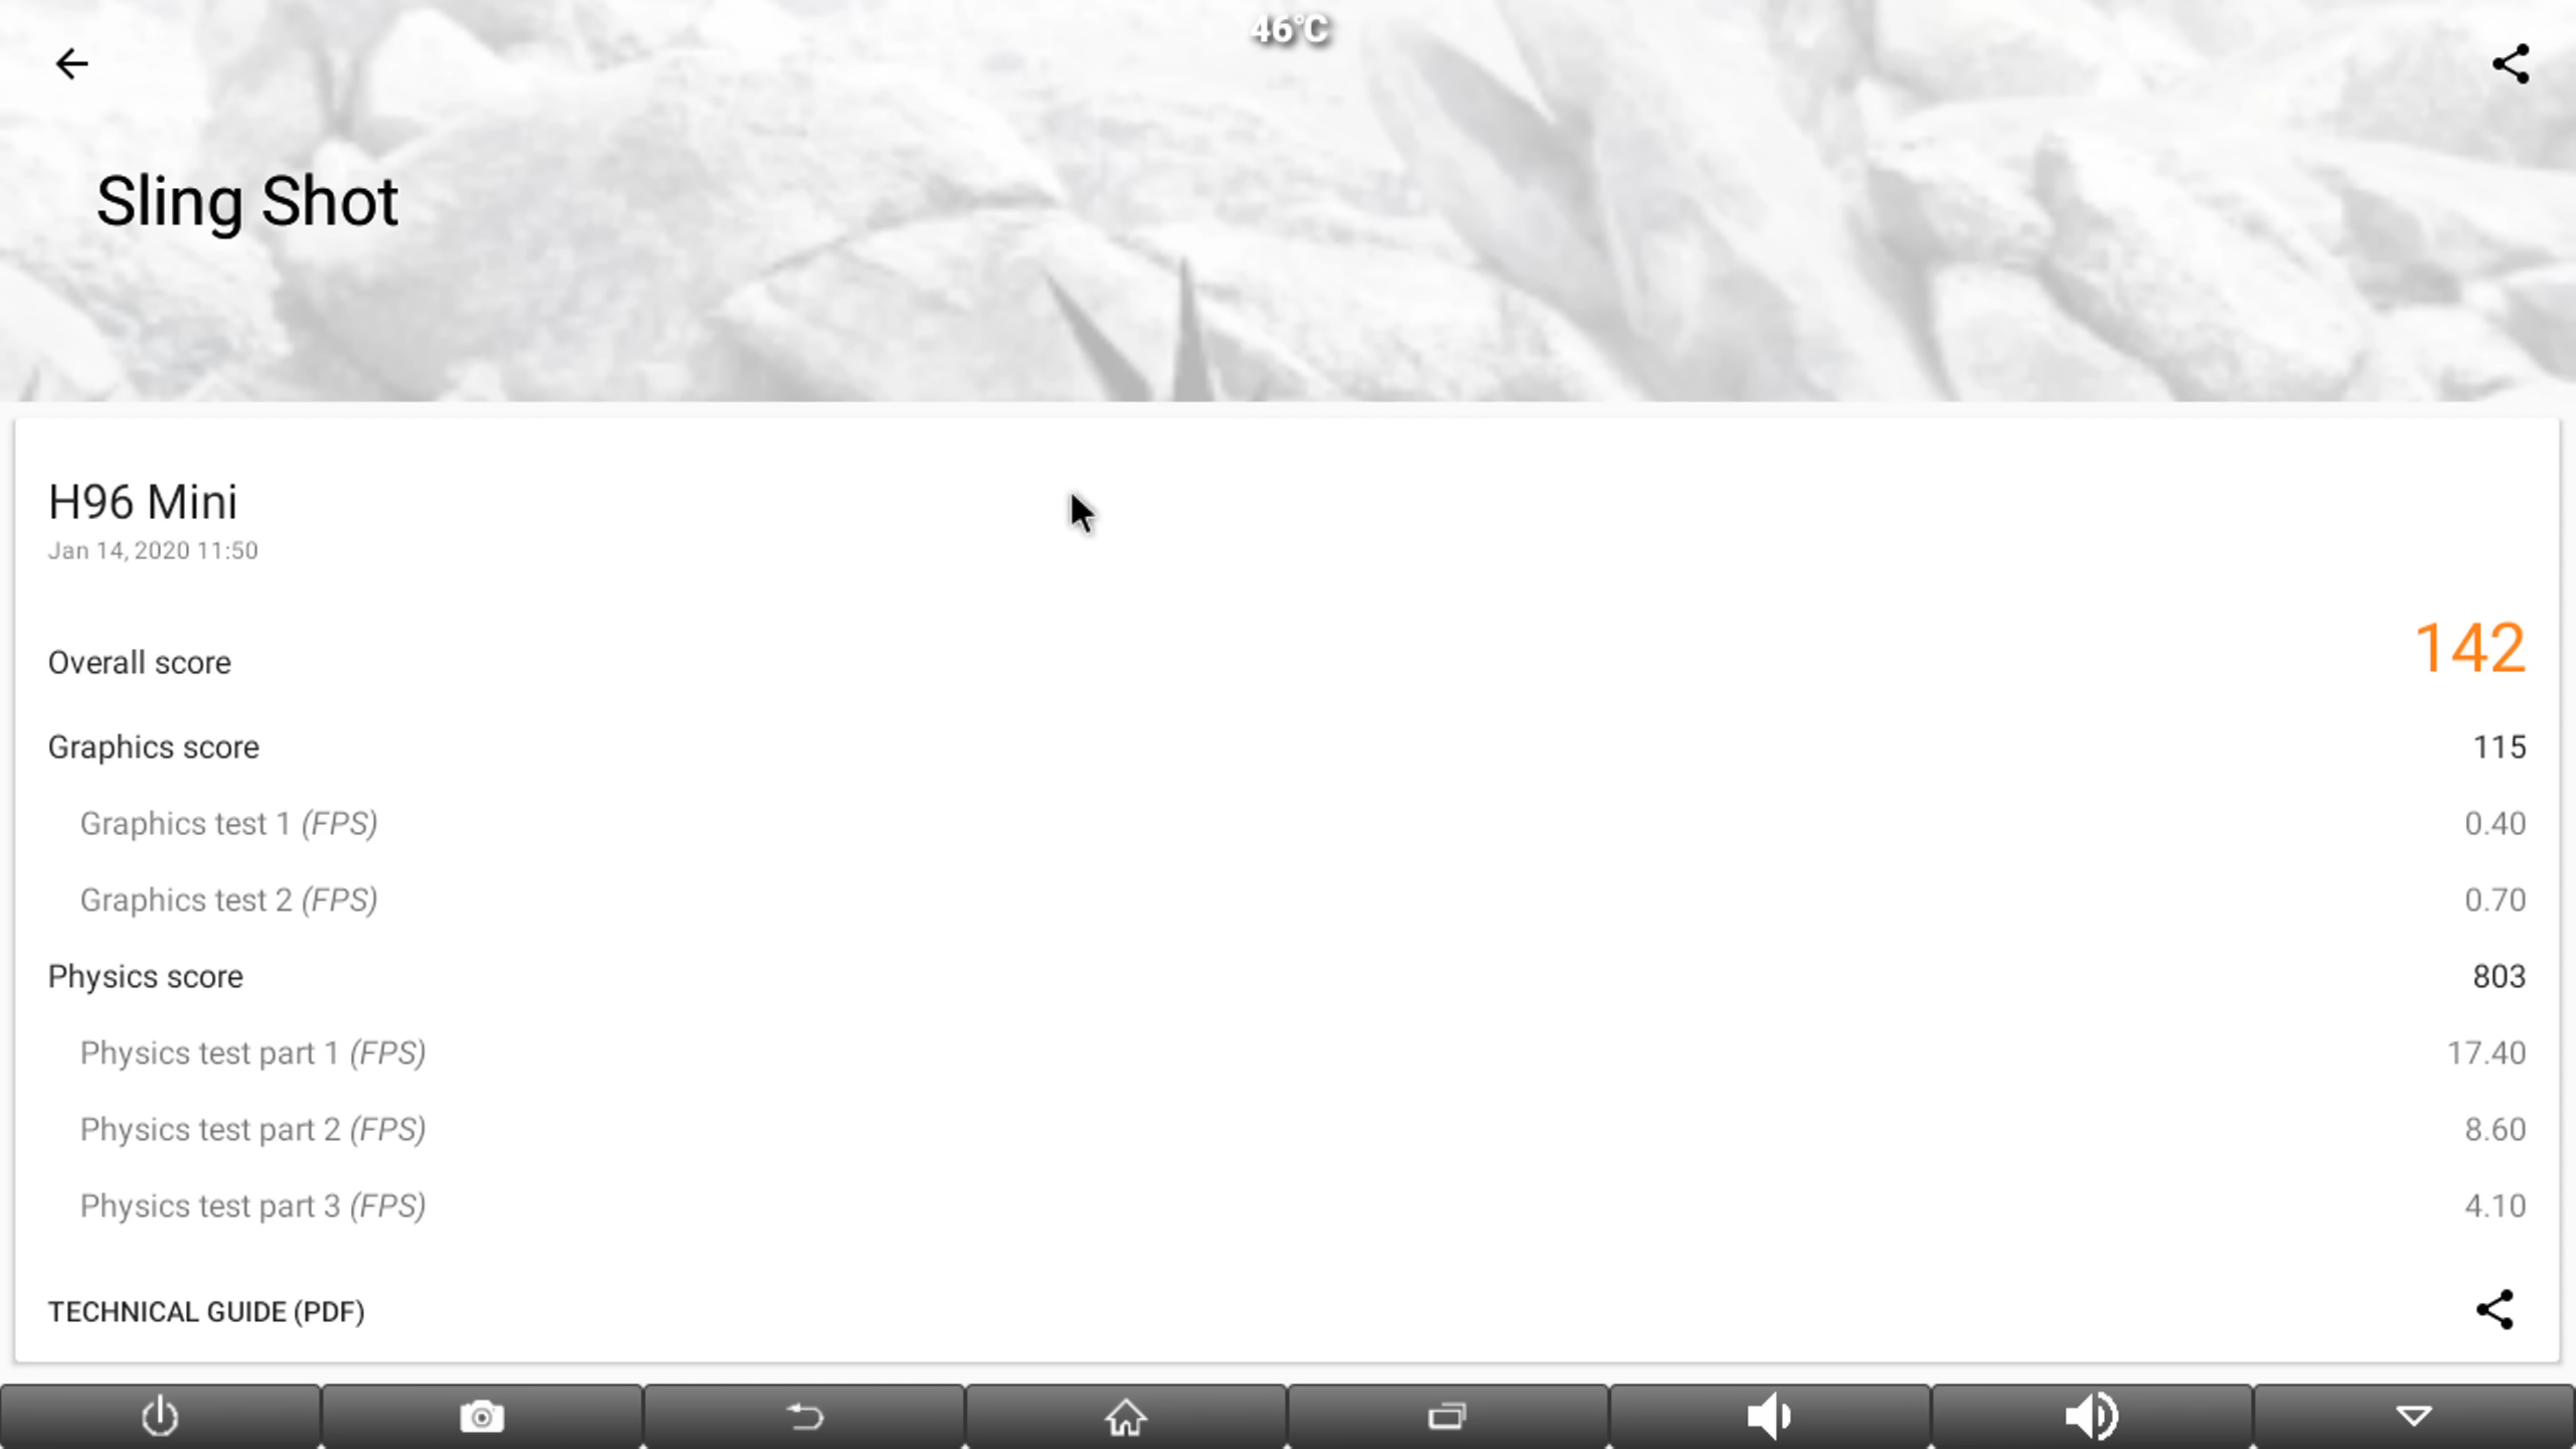 46°C
Sling Shot
H96 Mini
Jan 14, 2020 11:50
Overall score 142
Graphics score 115
Graphics test 1 (FPS) 0.40
Graphics test 2 (FPS) 0.70
Physics score 803
Physics test part 1 (FPS) 17.40
Physics test part 2 (FPS) 8.60
Physics test part 3 (FPS) 4.10
TECHNICAL GUIDE (PDF)